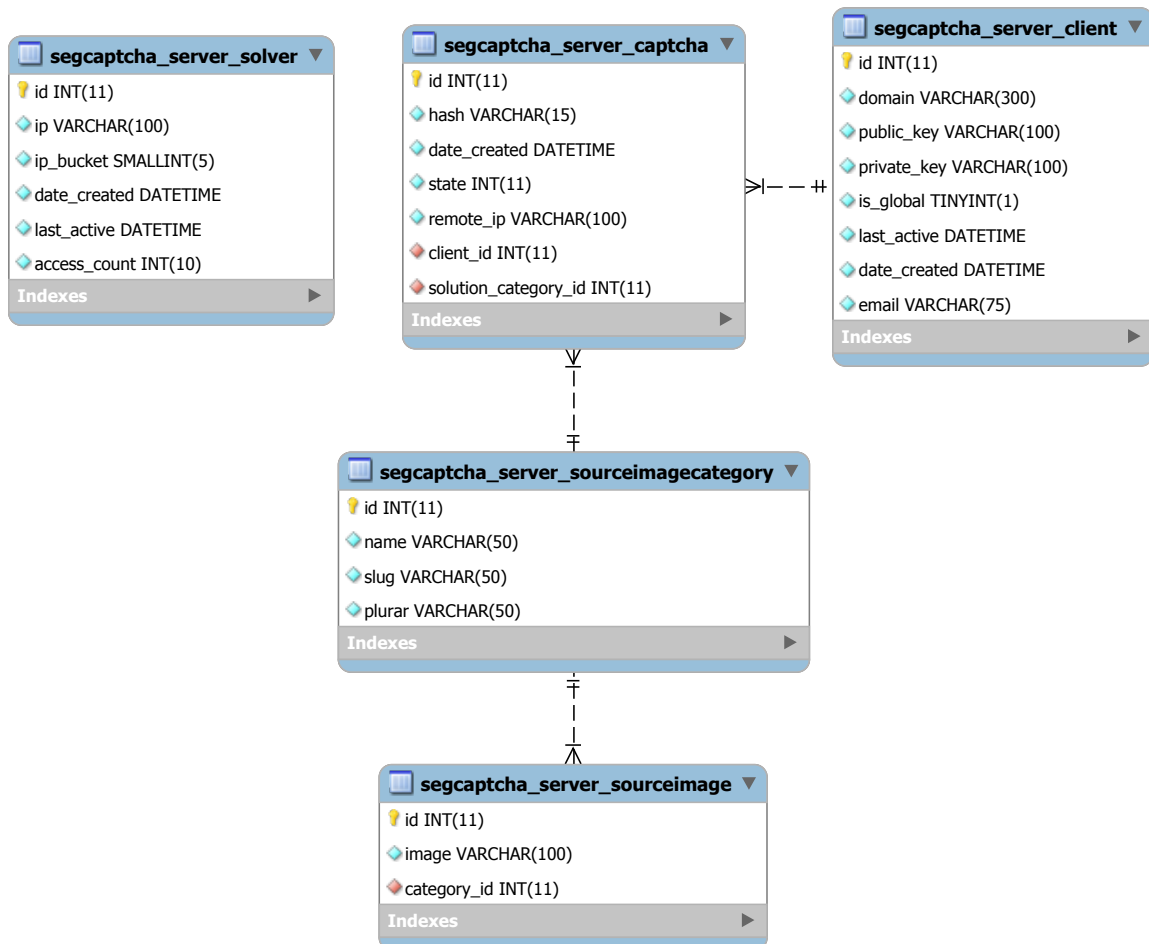 segcaptcha_server_solver
id INT(11)
ip VARCHAR(100)
ip_bucket SMALLINT(5)
date_created DATETIME
last_active DATETIME
access_count INT(10)
Indexes
segcaptcha_server_captcha
id INT(11)
hash VARCHAR(15)
date_created DATETIME
state INT(11)
remote_ip VARCHAR(100)
client_id INT(11)
solution_category_id INT(11)
Indexes
segcaptcha_server_client
id INT(11)
domain VARCHAR(300)
public_key VARCHAR(100)
private_key VARCHAR(100)
is_global TINYINT(1)
last_active DATETIME
date_created DATETIME
email VARCHAR(75)
Indexes
segcaptcha_server_sourceimagecategory
id INT(11)
name VARCHAR(50)
slug VARCHAR(50)
plurar VARCHAR(50)
Indexes
segcaptcha_server_sourceimage
id INT(11)
image VARCHAR(100)
category_id INT(11)
Indexes